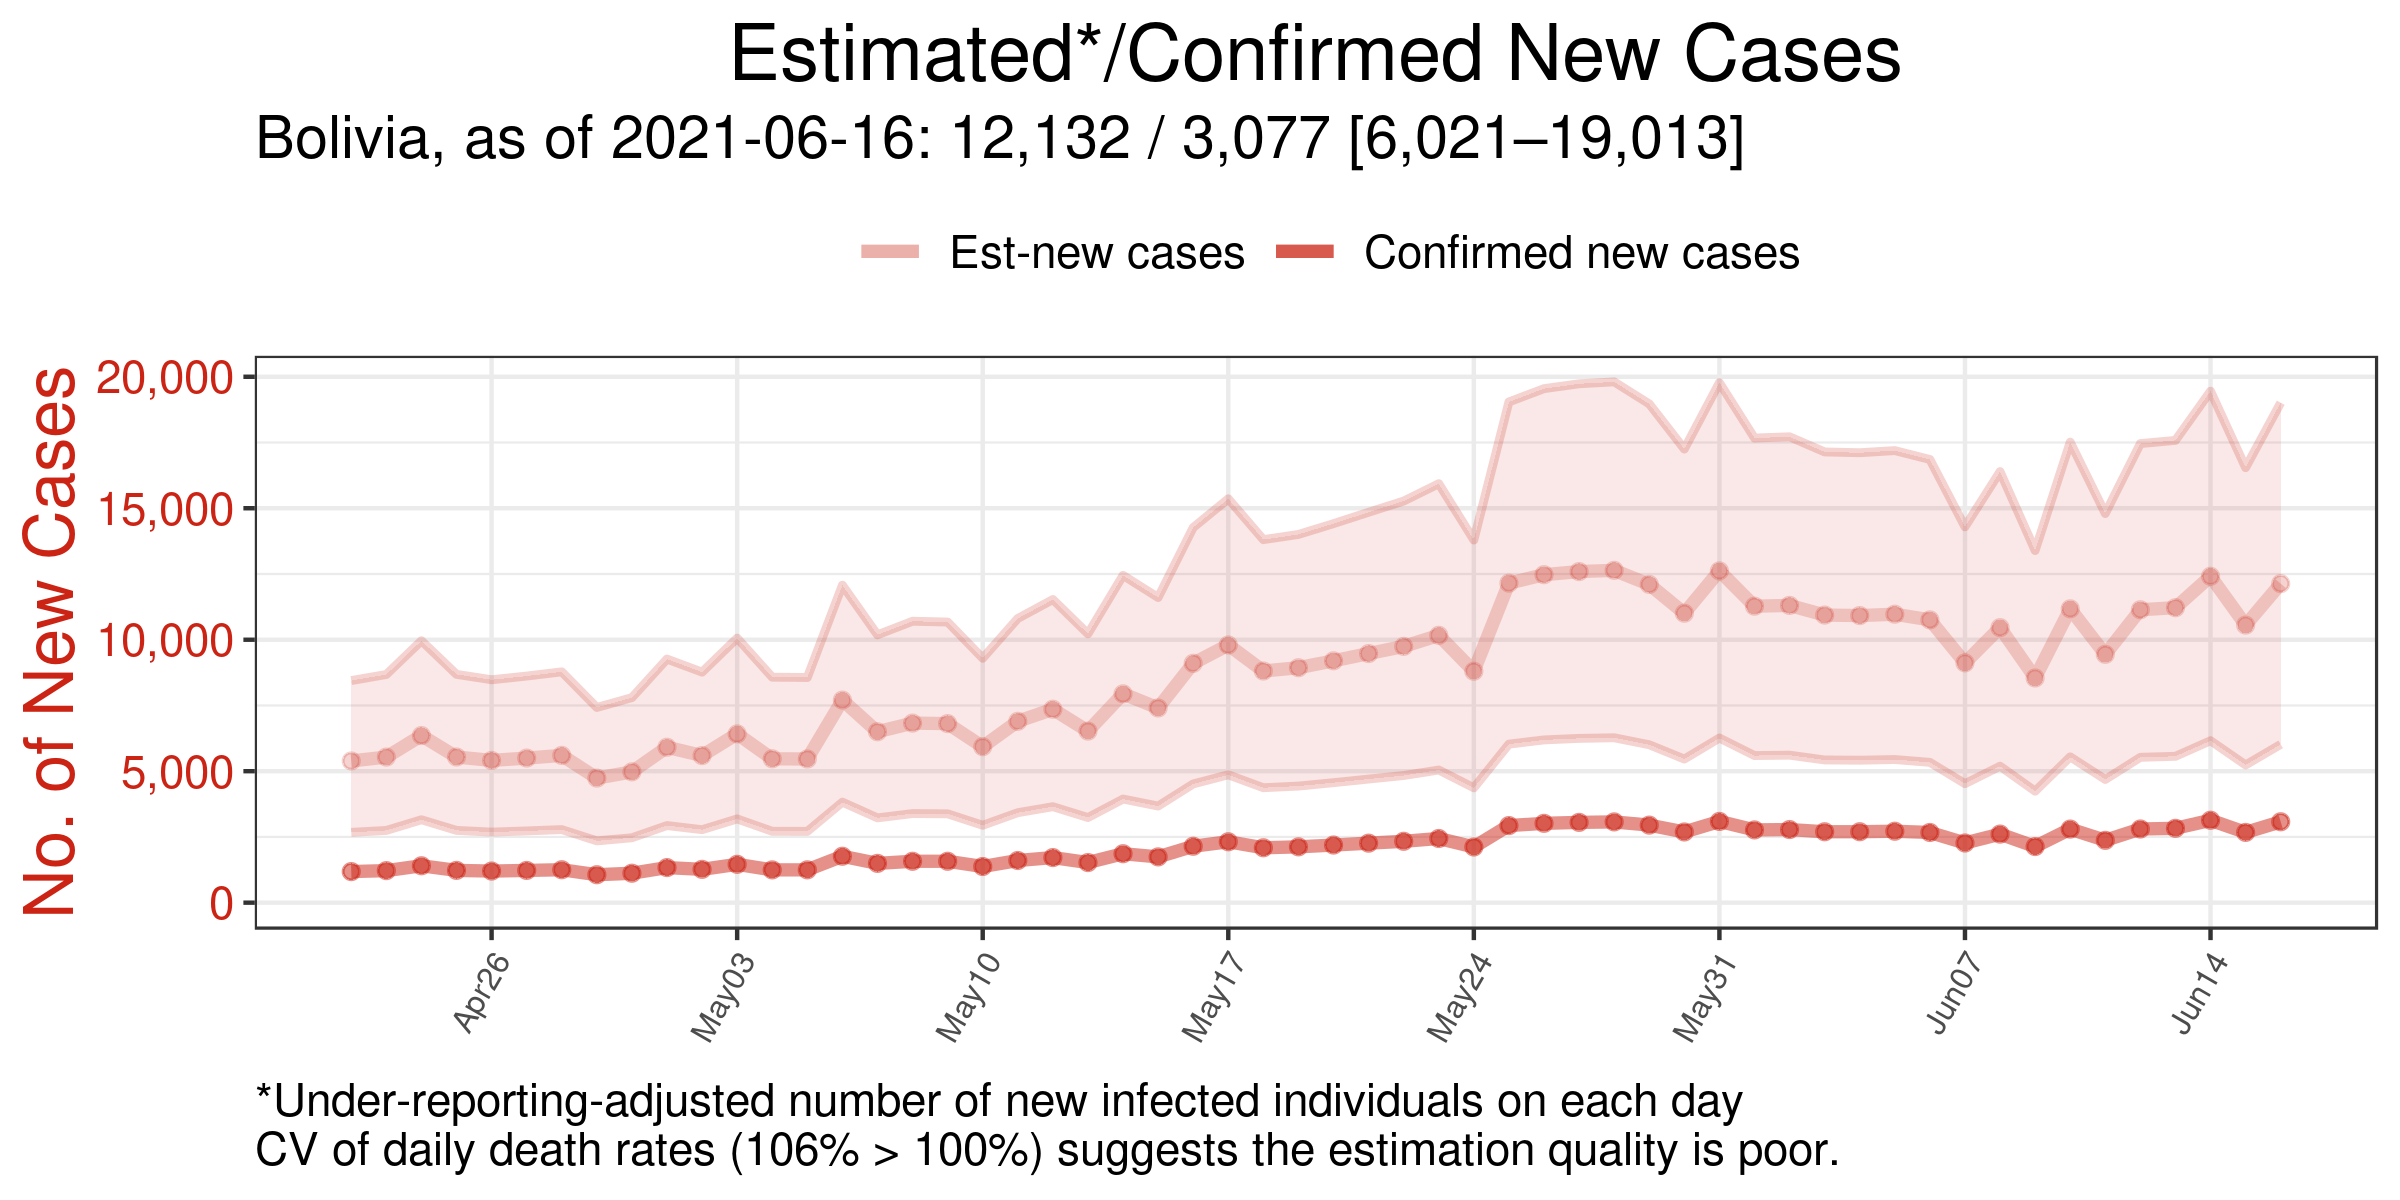 Estimated*/Confirmed New Cases
Bolivia, as of 2021-06-16: 12,132 / 3,077 [6,021–19,013]
Est-new cases
Confirmed new cases
No. of New Cases
20,000
15,000
10,000
5,000
0
Apr26
May03
May10
May17
May24
May31
Jun07
Jun14
*Under-reporting-adjusted number of new infected individuals on each day
CV of daily death rates (106% > 100%) suggests the estimation quality is poor.